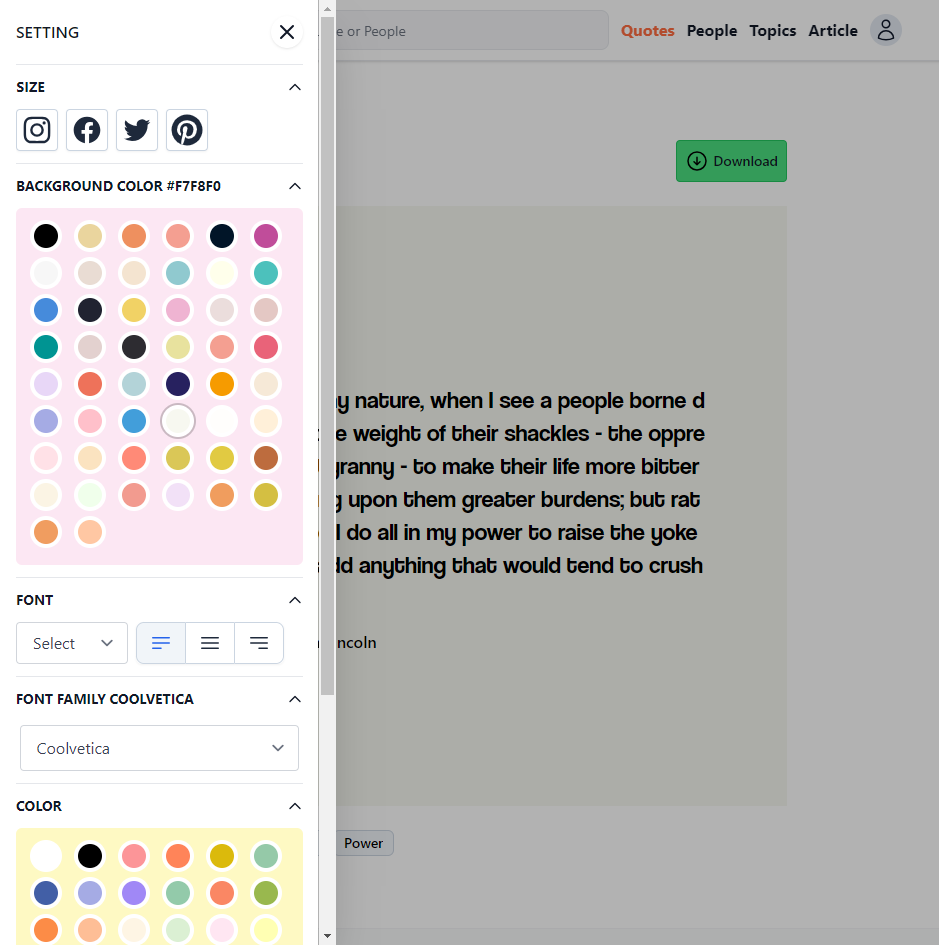 SETTING
e or People
Quotes People Topics Article
SIZE
Download
BACKGROUND COLOR #F7F8F0
y nature, when I see a people borne d
e weight of their shackles - the oppre
yranny - to make their life more bitter
g upon them greater burdens; but rat
I do all in my power to raise the yoke
dd anything that would tend to crush
ncoln
FONT
Select
FONT FAMILY COOLVETICA
Coolvetica
COLOR
Power